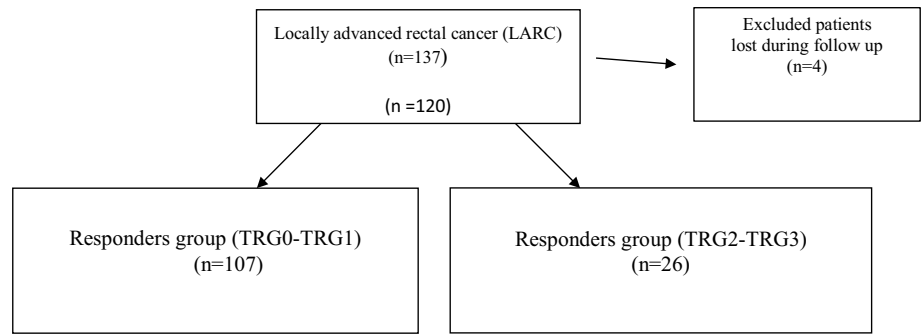 Locally advanced rectal cancer (LARC)
(n=137)
(n =120)
Excluded patients
lost during follow up
(n=4)
Responders group (TRG0-TRG1)
(n=107)
Responders group (TRG2-TRG3)
(n=26)